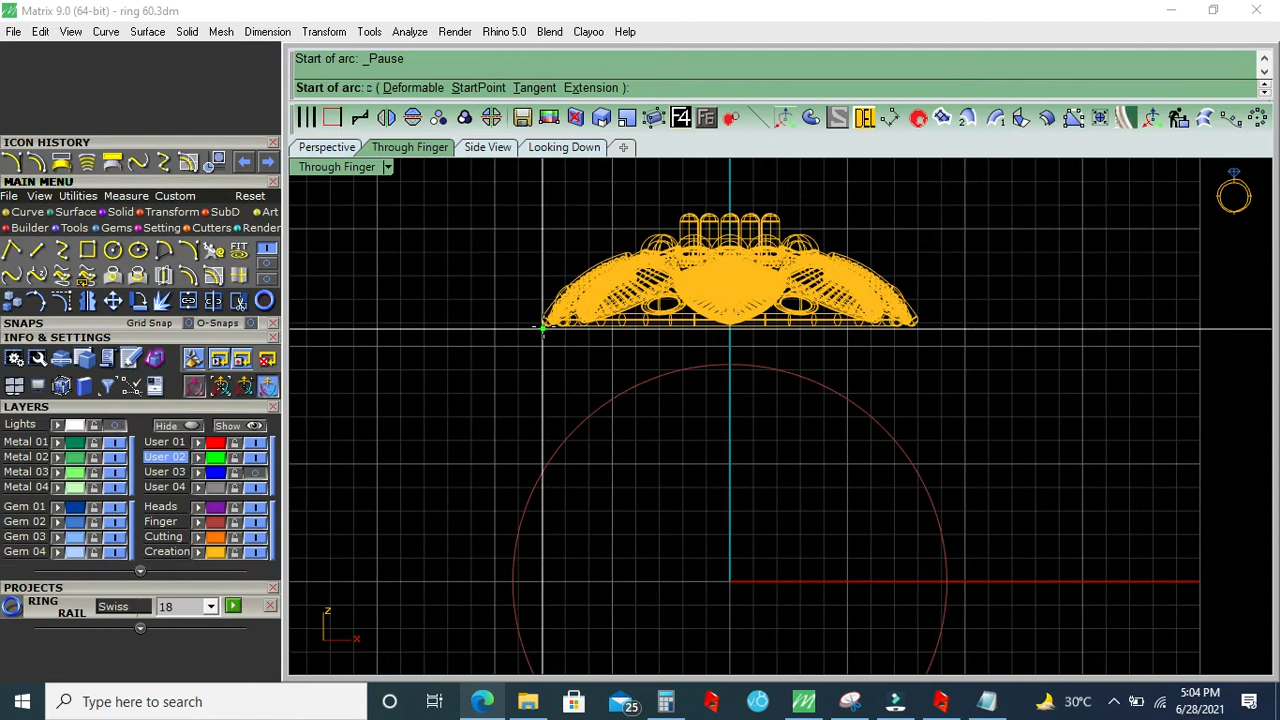 Matrix 9.0 (64-bit) - ring 60.3dm
File Edit View Curve Surface Solid Mesh Dimension Transform Tools Analyze Render Rhino 5.0 Blend Clayoo Help
Start of arc: _Pause
Start of arc: c ( Deformable StartPoint Tangent Extension ):
F4 F6 DEL
ICON HISTORY
Perspective Through Finger Side View Looking Down
Through Finger
MAIN MENU
File View Utilities Measure Custom Reset
Curve Surface Solid Transform SubD Art
Builder Tools Gems Setting Cutters Render
FIT
SNAPS Grid Snap O-Snaps
INFO & SETTINGS
LAYERS
Lights Hide Show
Metal 01 User 01
Metal 02 User 02
Metal 03 User 03
Metal 04 User 04
Gem 01 Heads
Gem 02 Finger
Gem 03 Cutting
Gem 04 Creation
PROJECTS
RING RAIL Swiss 18
z
x
Type here to search
25
30°C
5:04 PM
6/28/2021